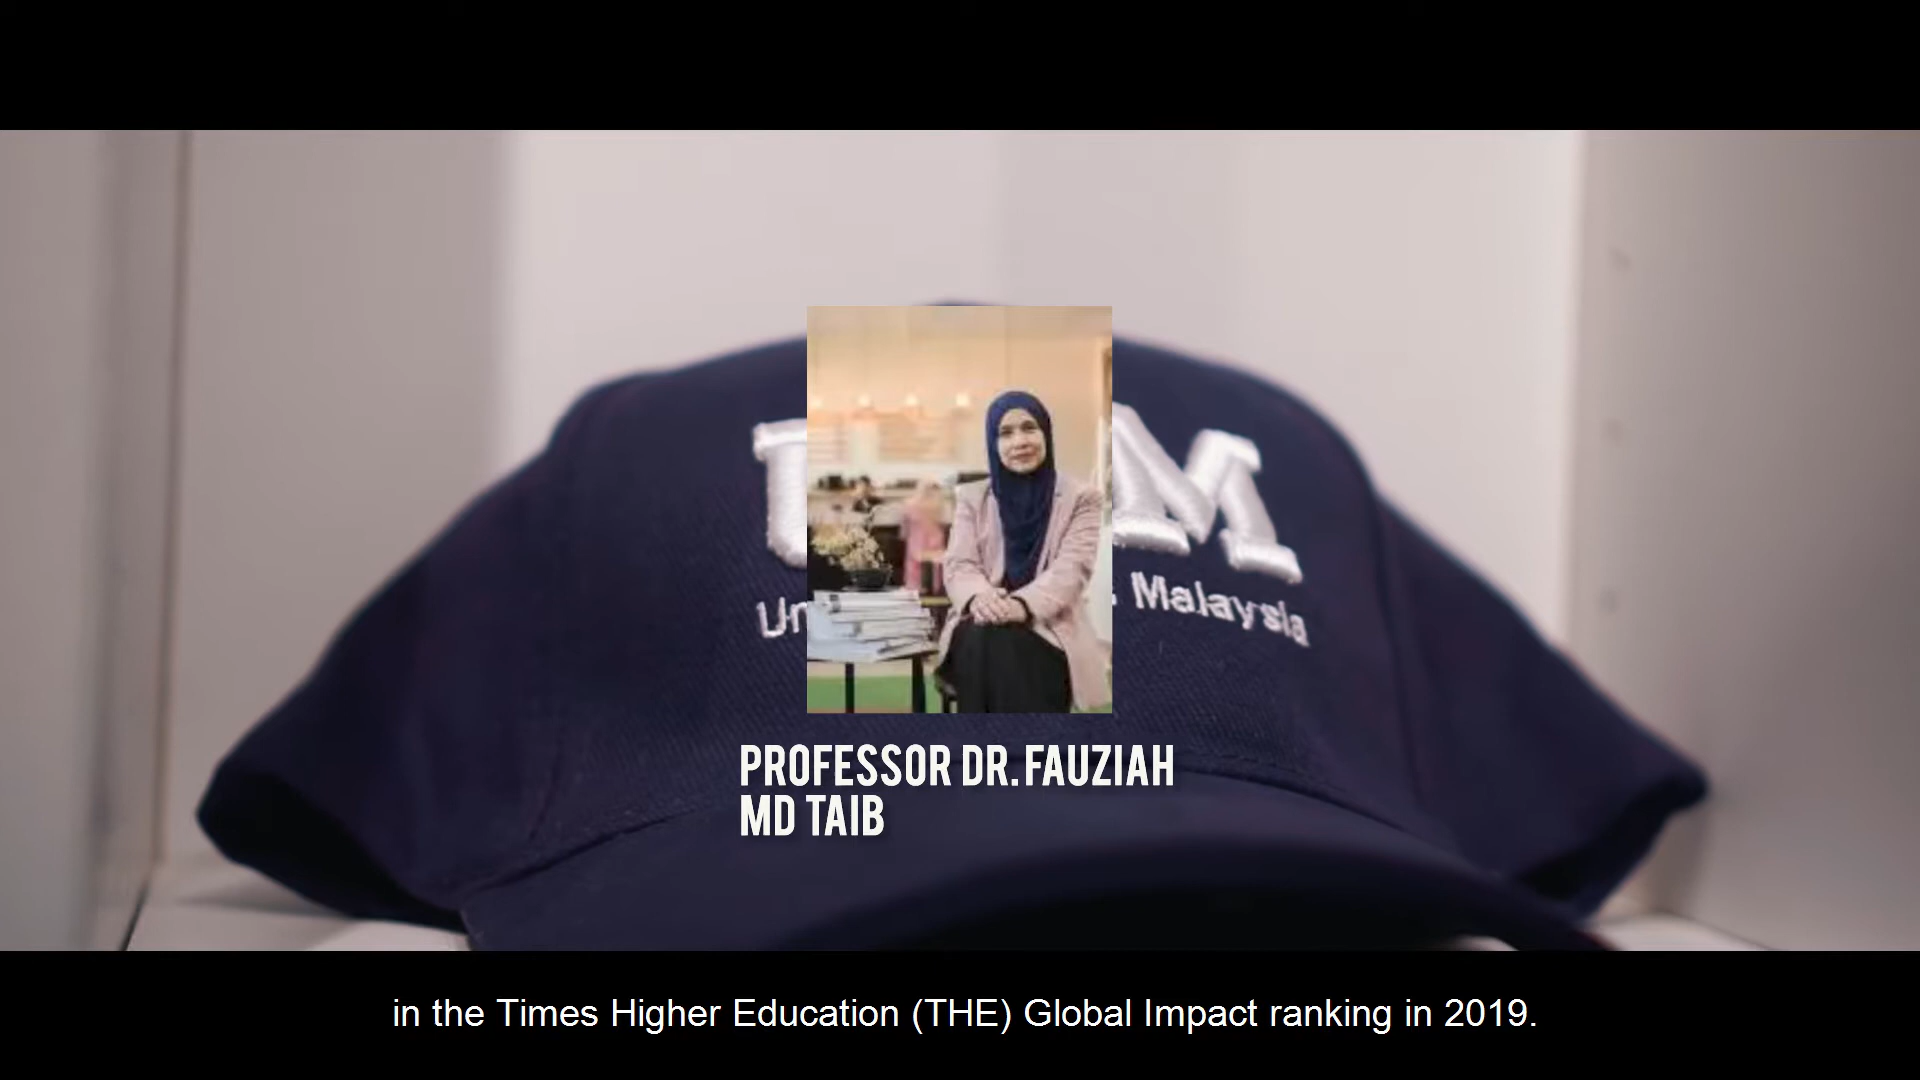 M
Malaysia
PROFESSOR DR. FAUZIAH
MD TAIB
in the Times Higher Education (THE) Global Impact ranking in 2019.